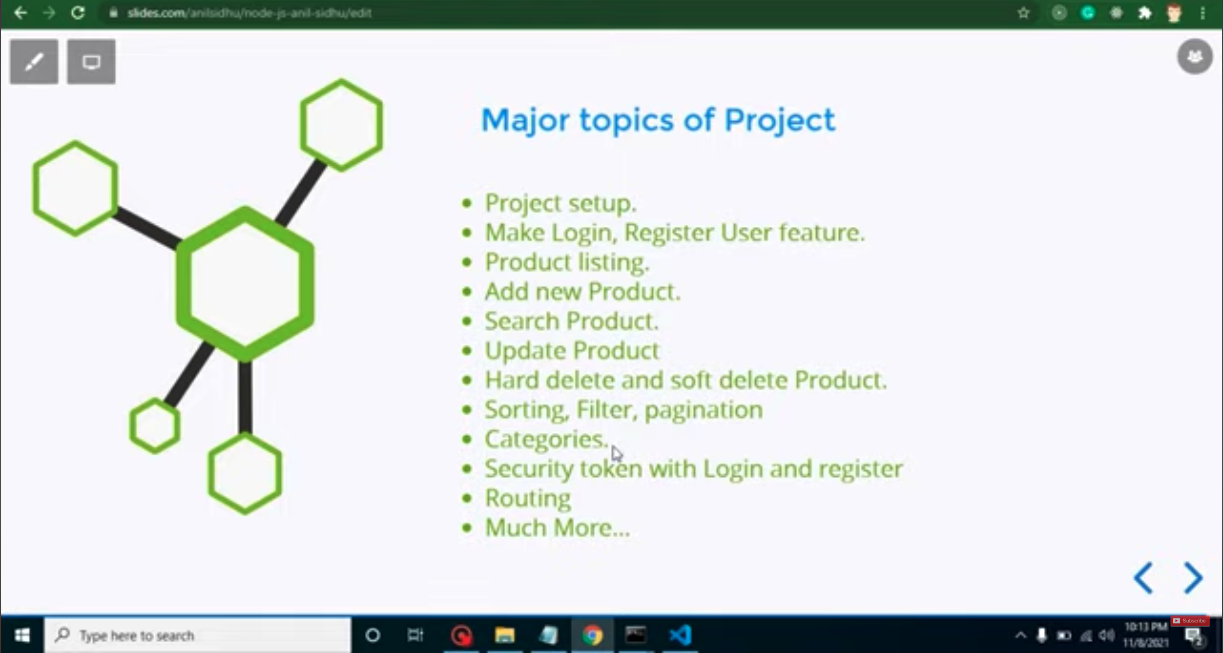 slides.com/anilsidhu/node-js-anil-sidhu/edit
Major topics of Project
• Project setup.
• Make Login, Register User feature.
• Product listing.
• Add new Product.
• Search Product.
• Update Product
• Hard delete and soft delete Product.
• Sorting, Filter, pagination
• Categories.
• Security token with Login and register
• Routing
• Much More...
Type here to search
10:13 PM
Subscribe
11/8/2021
2